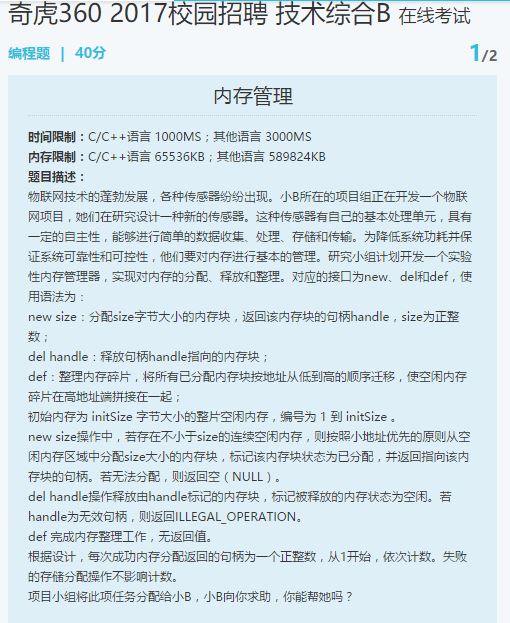 奇虎360 2017校园招聘 技术综合B 在线考试
编程题 | 40分 1/2
内存管理
时间限制：C/C++语言 1000MS；其他语言 3000MS
内存限制：C/C++语言 65536KB；其他语言 589824KB
题目描述：
物联网技术的蓬勃发展，各种传感器纷纷出现。小B所在的项目组正在开发一个物联
网项目，她们在研究设计一种新的传感器。这种传感器有自己的基本处理单元，具有
一定的自主性，能够进行简单的数据收集、处理、存储和传输。为降低系统功耗并保
证系统可靠性和可控性，他们要对内存进行基本的管理。研究小组计划开发一个实验
性内存管理器，实现对内存的分配、释放和整理。对应的接口为new、del和def，使
用语法为：
new size：分配size字节大小的内存块，返回该内存块的句柄handle，size为正整
数；
del handle：释放句柄handle指向的内存块；
def：整理内存碎片，将所有已分配内存块按地址从低到高的顺序迁移，使空闲内存
碎片在高地址端拼接在一起；
初始内存为 initSize 字节大小的整片空闲内存，编号为 1 到 initSize 。
new size操作中，若存在不小于size的连续空闲内存，则按照小地址优先的原则从空
闲内存区域中分配size大小的内存块，标记该内存块状态为已分配，并返回指向该内
存块的句柄。若无法分配，则返回空（NULL）。
del handle操作释放由handle标记的内存块，标记被释放的内存状态为空闲。若
handle为无效句柄，则返回ILLEGAL_OPERATION。
def 完成内存整理工作，无返回值。
根据设计，每次成功内存分配返回的句柄为一个正整数，从1开始，依次计数。失败
的存储分配操作不影响计数。
项目小组将此项任务分配给小B，小B向你求助，你能帮她吗？